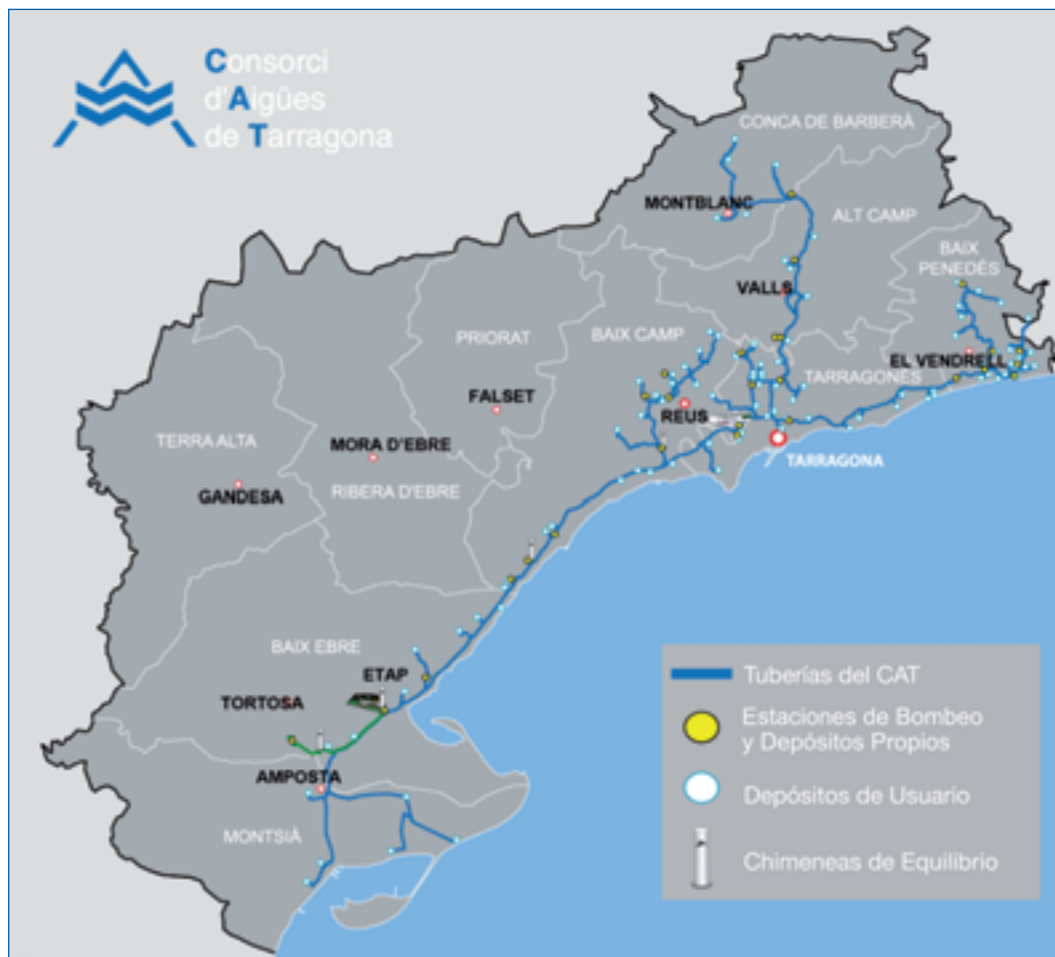 Consorci
d'Aigües
de Tarragona
CONCA DE BARBERÀ
MONTBLANC
ALT CAMP
BAIX
PENEDÈS
VALLS
PRIORAT
BAIX CAMP
EL VENDRELL
TARRAGONÈS
FALSET
REUS
TERRA ALTA
MORA D'EBRE
TARRAGONA
GANDESA
RIBERA D'EBRE
BAIX EBRE
ETAP
TORTOSA
AMPOSTA
MONTSIÀ
Tuberías del CAT
Estaciones de Bombeo
y Depósitos Propios
Depósitos de Usuario
Chimeneas de Equilibrio